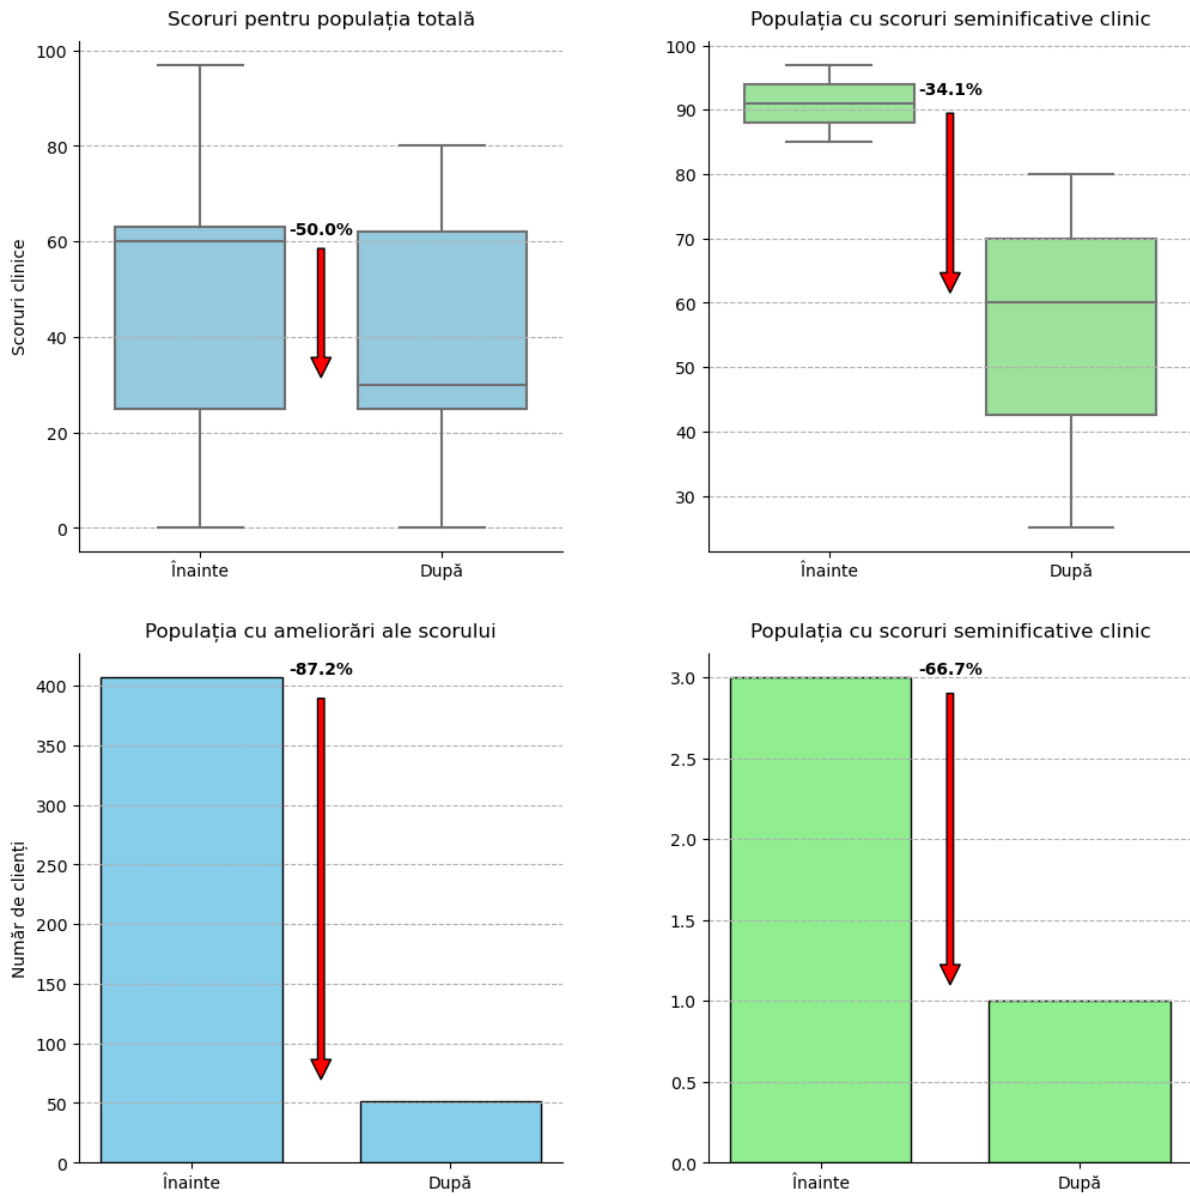 Scoruri pentru populația totală
100
80
60
40
20
0
Scoruri clinice
-50.0%
Înainte
După
Populația cu scoruri seminificative clinic
100
90
80
70
60
50
40
30
-34.1%
Înainte
După
Populația cu ameliorări ale scorului
400
350
300
250
200
150
100
50
0
Număr de clienți
-87.2%
Înainte
După
Populația cu scoruri seminificative clinic
3.0
2.5
2.0
1.5
1.0
0.5
0.0
-66.7%
Înainte
După